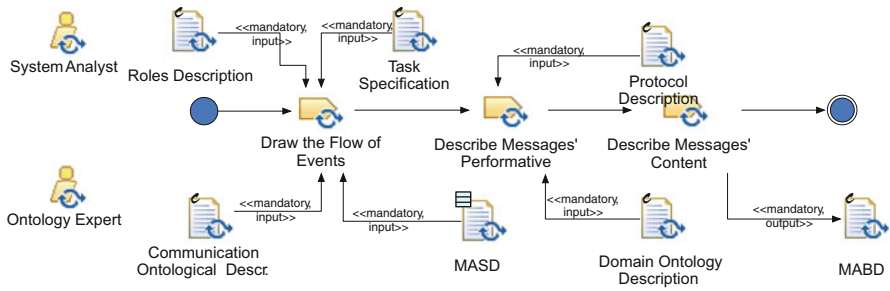 <<mandatory,
input>>
<<mandatory,
input>>
<<mandatory,
input>>
System Analyst
Roles Description
Task
Specification
Protocol
Description
Draw the Flow of
Events
Describe Messages'
Performative
Describe Messages'
Content
Ontology Expert
<<mandatory,
input>>
<<mandatory,
input>>
<<mandatory,
input>>
<<mandatory,
output>>
Communication
Ontological Descr.
MASD
Domain Ontology
Description
MABD